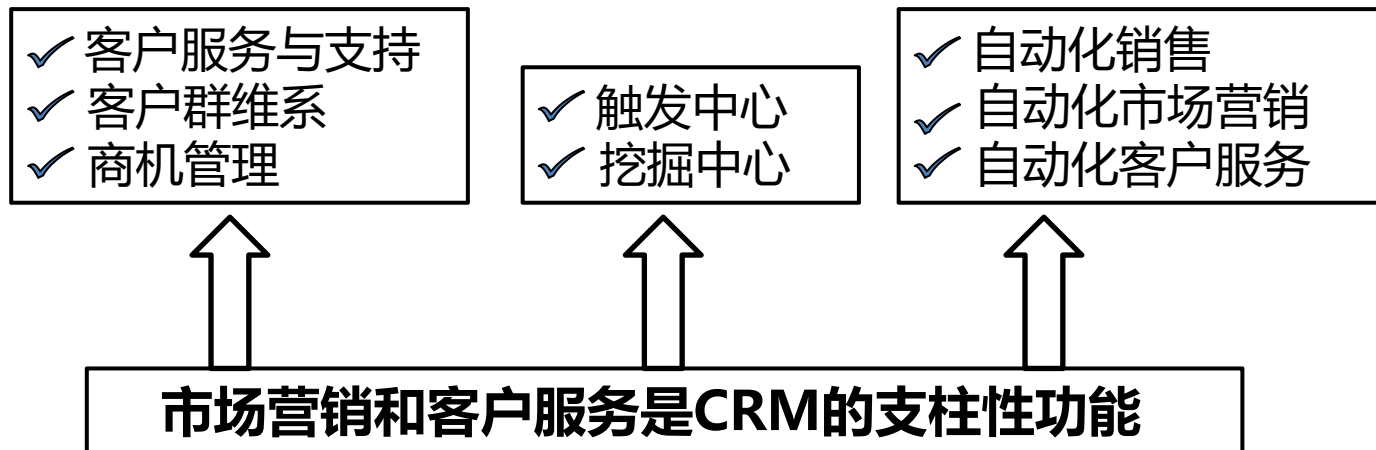 客户服务与支持
客户群维系
商机管理
触发中心
挖掘中心
自动化销售
自动化市场营销
自动化客户服务
市场营销和客户服务是CRM的支柱性功能